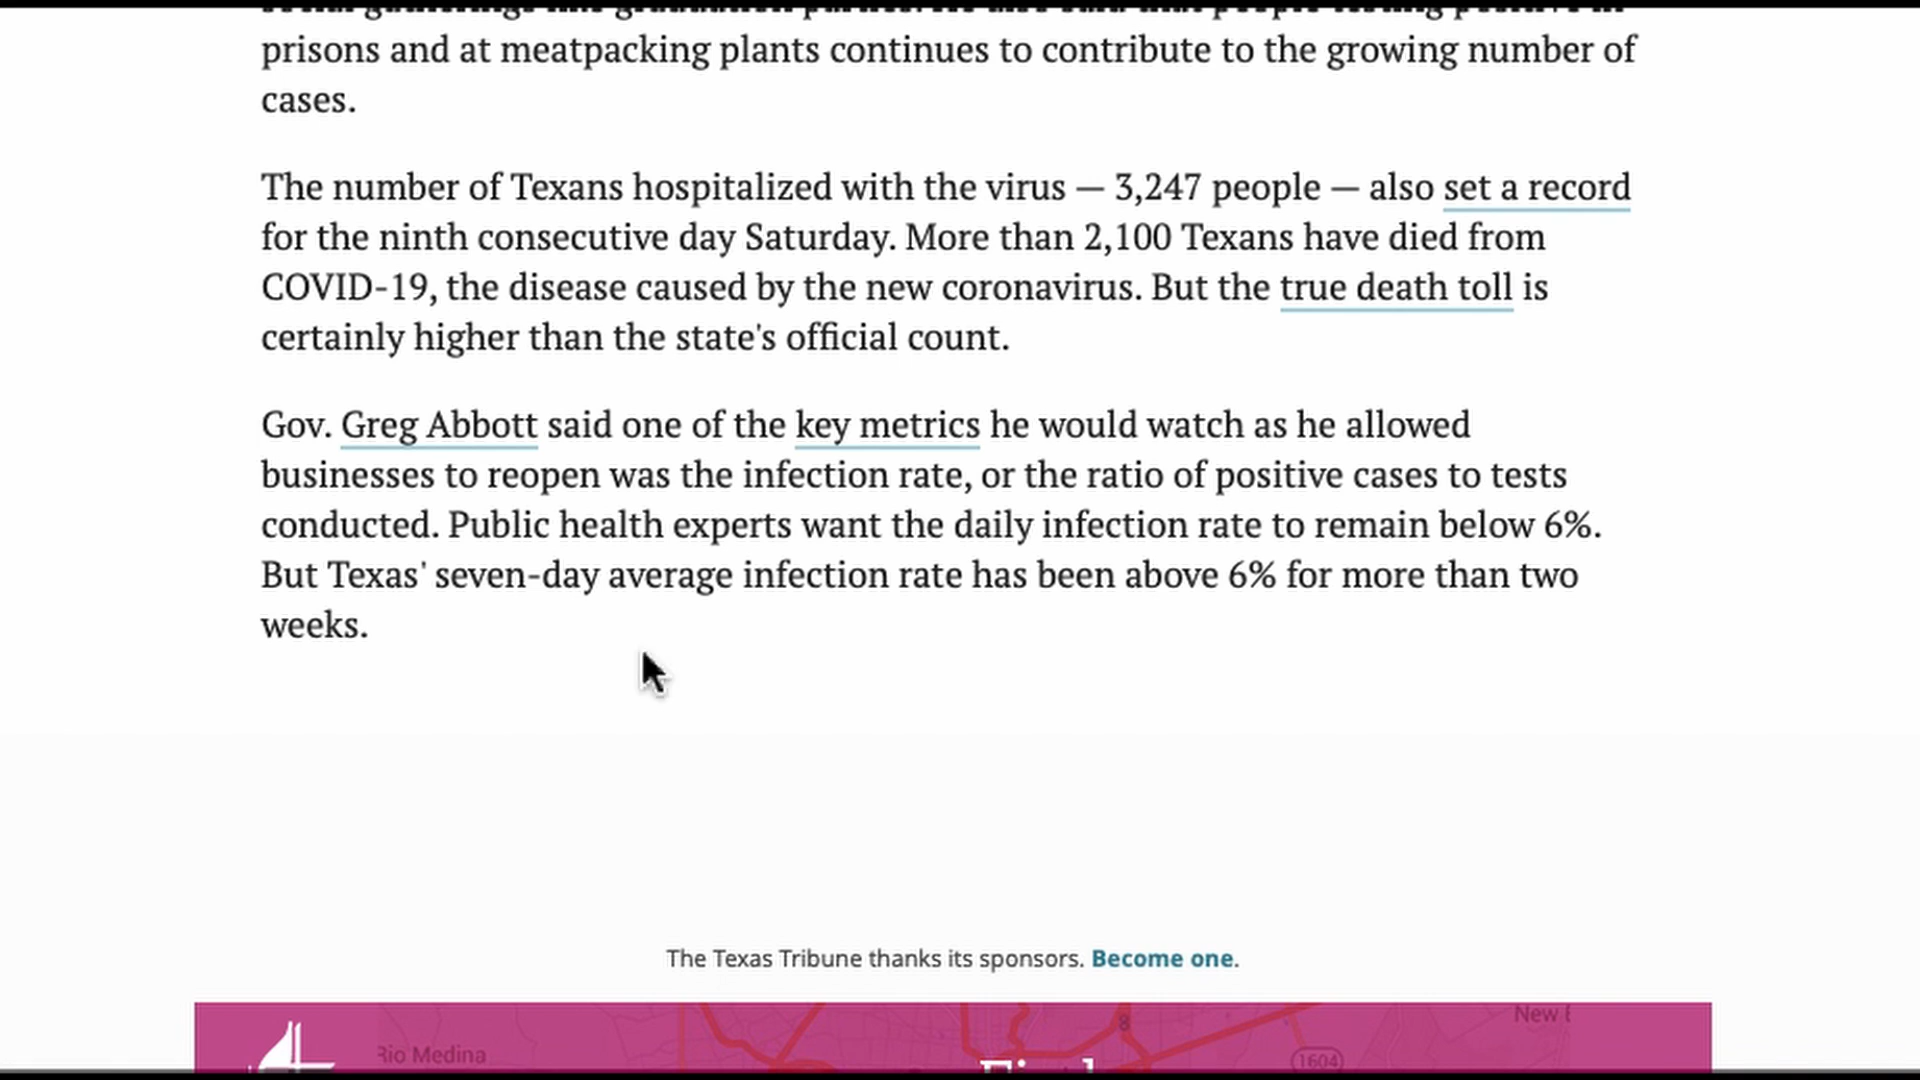 prisons and at meatpacking plants continues to contribute to the growing number of
cases.
The number of Texans hospitalized with the virus — 3,247 people — also set a record
for the ninth consecutive day Saturday. More than 2,100 Texans have died from
COVID-19, the disease caused by the new coronavirus. But the true death toll is
certainly higher than the state's official count.
Gov. Greg Abbott said one of the key metrics he would watch as he allowed
businesses to reopen was the infection rate, or the ratio of positive cases to tests
conducted. Public health experts want the daily infection rate to remain below 6%.
But Texas' seven-day average infection rate has been above 6% for more than two
weeks.
The Texas Tribune thanks its sponsors. Become one.
New
8
Rio Medina
1604